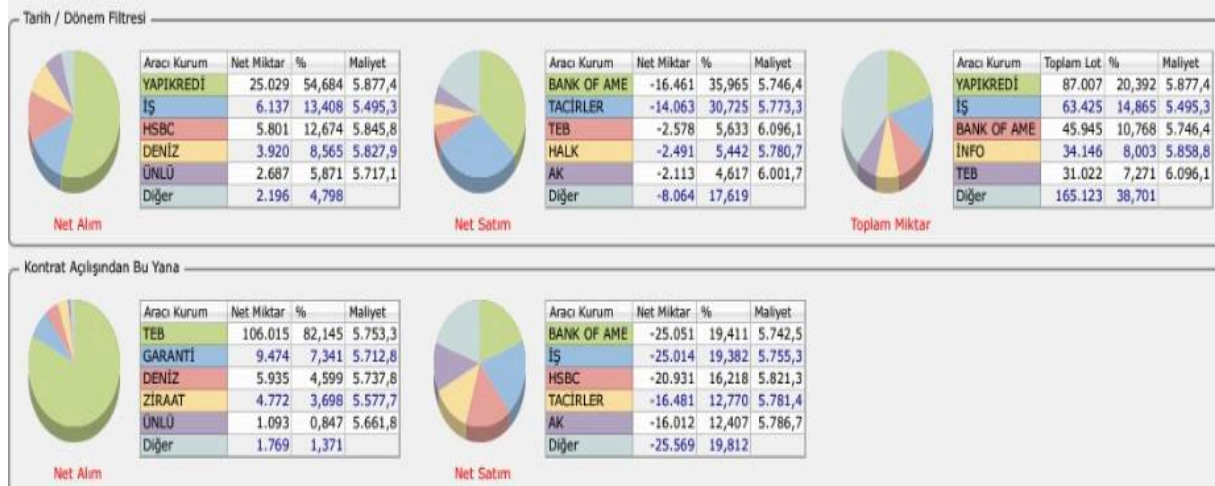 Tarih / Dönem Filtresi
Aracı Kurum Net Miktar % Maliyet
YAPIKREDİ 25.029 54,684 5.877,4
İŞ 6.137 13,408 5.495,3
HSBC 5.801 12,674 5.845,8
DENİZ 3.920 8,565 5.827,9
ÜNLÜ 2.687 5,871 5.717,1
Diğer 2.196 4,798
Net Alım
Aracı Kurum Net Miktar % Maliyet
BANK OF AME -16.461 35,965 5.746,4
TACİRLER -14.063 30,725 5.773,3
TEB -2.578 5,633 6.096,1
HALK -2.491 5,442 5.780,7
AK -2.113 4,617 6.001,7
Diğer -8.064 17,619
Net Satım
Aracı Kurum Toplam Lot % Maliyet
YAPIKREDİ 87.007 20,392 5.877,4
İŞ 63.425 14,865 5.495,3
BANK OF AME 45.945 10,768 5.746,4
İNFO 34.146 8,003 5.858,8
TEB 31.022 7,271 6.096,1
Diğer 165.123 38,701
Toplam Miktar
Kontrat Açılışından Bu Yana
Aracı Kurum Net Miktar % Maliyet
TEB 106.015 82,145 5.753,3
GARANTİ 9.474 7,341 5.712,8
DENİZ 5.935 4,599 5.737,8
ZİRAAT 4.772 3,698 5.577,7
ÜNLÜ 1.093 0,847 5.661,8
Diğer 1.769 1,371
Net Alım
Aracı Kurum Net Miktar % Maliyet
BANK OF AME -25.051 19,411 5.742,5
İŞ -25.014 19,382 5.755,3
HSBC -20.931 16,218 5.821,3
TACİRLER -16.481 12,770 5.781,4
AK -16.012 12,407 5.786,7
Diğer -25.569 19,812
Net Satım